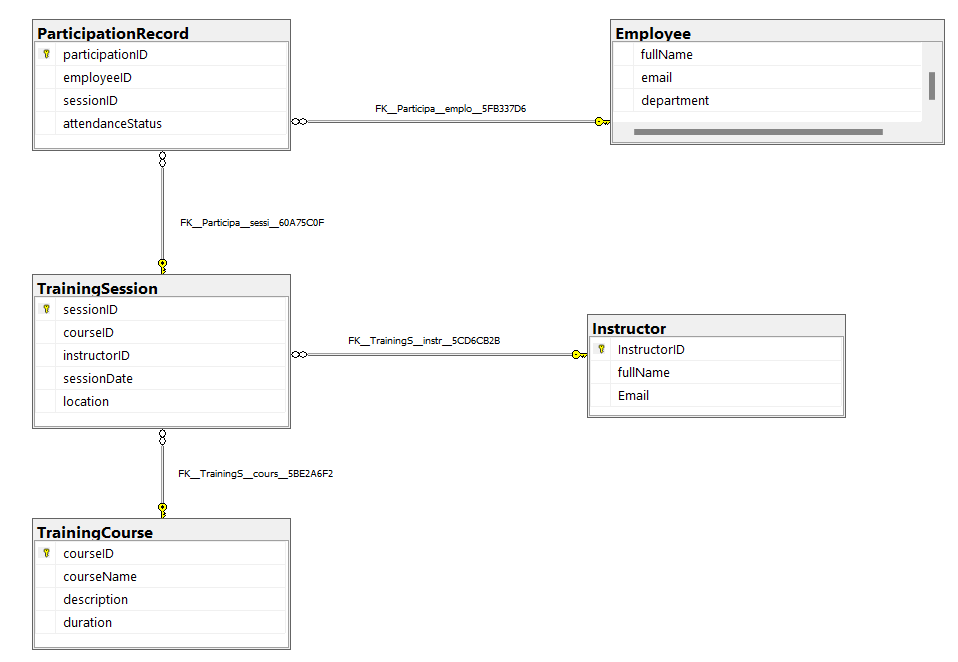 ParticipationRecord
participationID
employeeID
sessionID
attendanceStatus
Employee
fullName
email
department
FK__Participa__emplo__5FB337D6
FK__Participa__sessi__60A75C0F
TrainingSession
sessionID
courseID
instructorID
sessionDate
location
FK__TrainingS__instr__5CD6CB2B
Instructor
InstructorID
fullName
Email
FK__TrainingS__cours__5BE2A6F2
TrainingCourse
courseID
courseName
description
duration